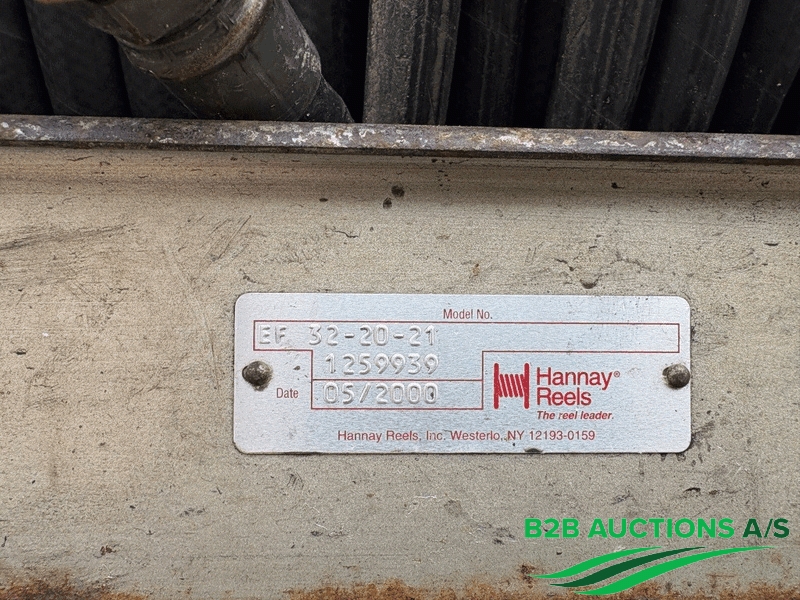 Model No.
EF 32-20-21
1259939
Date 05/2000
Hannay®
Reels
The reel leader.
Hannay Reels, Inc. Westerlo, NY 12193-0159
B2B AUCTIONS A/S